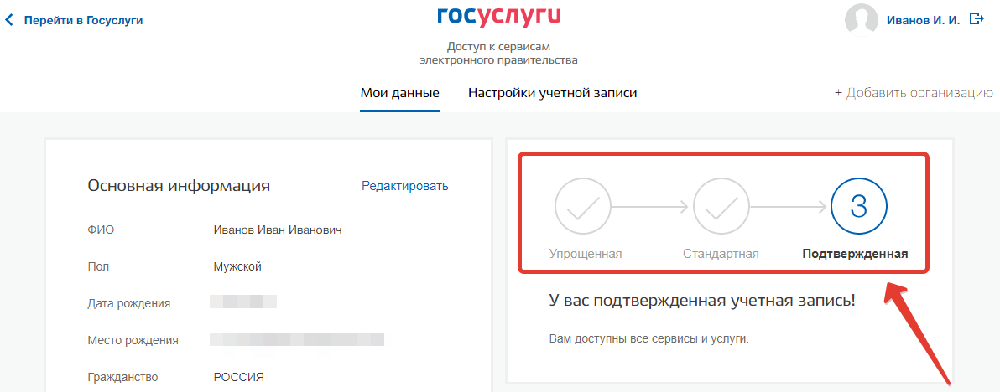 Перейти в Госуслуги
госуслуги
Иванов И. И.
Доступ к сервисам
электронного правительства
Мои данные
Настройки учетной записи
+ Добавить организацию
Основная информация
Редактировать
ФИО
Иванов Иван Иванович
Пол
Мужской
Дата рождения
Место рождения
Гражданство
РОССИЯ
3
Упрощенная
Стандартная
Подтвержденная
У вас подтвержденная учетная запись!
Вам доступны все сервисы и услуги.